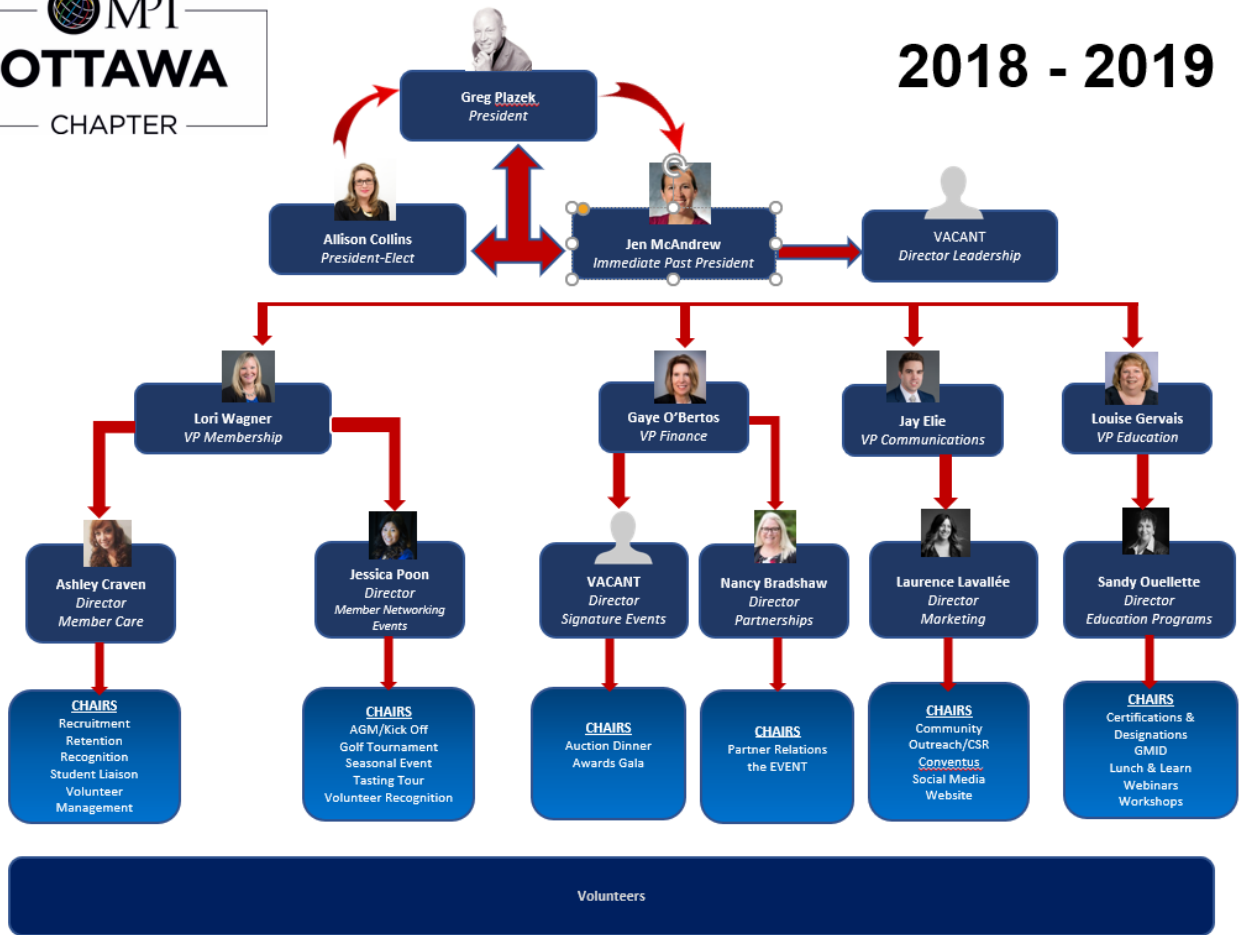 MPI
OTTAWA
CHAPTER
2018 - 2019
Greg Plazek
President
Allison Collins
President-Elect
Jen McAndrew
Immediate Past President
VACANT
Director Leadership
Lori Wagner
VP Membership
Gaye O'Bertos
VP Finance
Jay Elie
VP Communications
Louise Gervais
VP Education
Ashley Craven
Director
Member Care
Jessica Poon
Director
Member Networking
Events
VACANT
Director
Signature Events
Nancy Bradshaw
Director
Partnerships
Laurence Lavallée
Director
Marketing
Sandy Ouellette
Director
Education Programs
CHAIRS
Recruitment
Retention
Recognition
Student Liaison
Volunteer
Management
CHAIRS
AGM/Kick Off
Golf Tournament
Seasonal Event
Tasting Tour
Volunteer Recognition
CHAIRS
Auction Dinner
Awards Gala
CHAIRS
Partner Relations
the EVENT
CHAIRS
Community
Outreach/CSR
Conventus
Social Media
Website
CHAIRS
Certifications &
Designations
GMID
Lunch & Learn
Webinars
Workshops
Volunteers